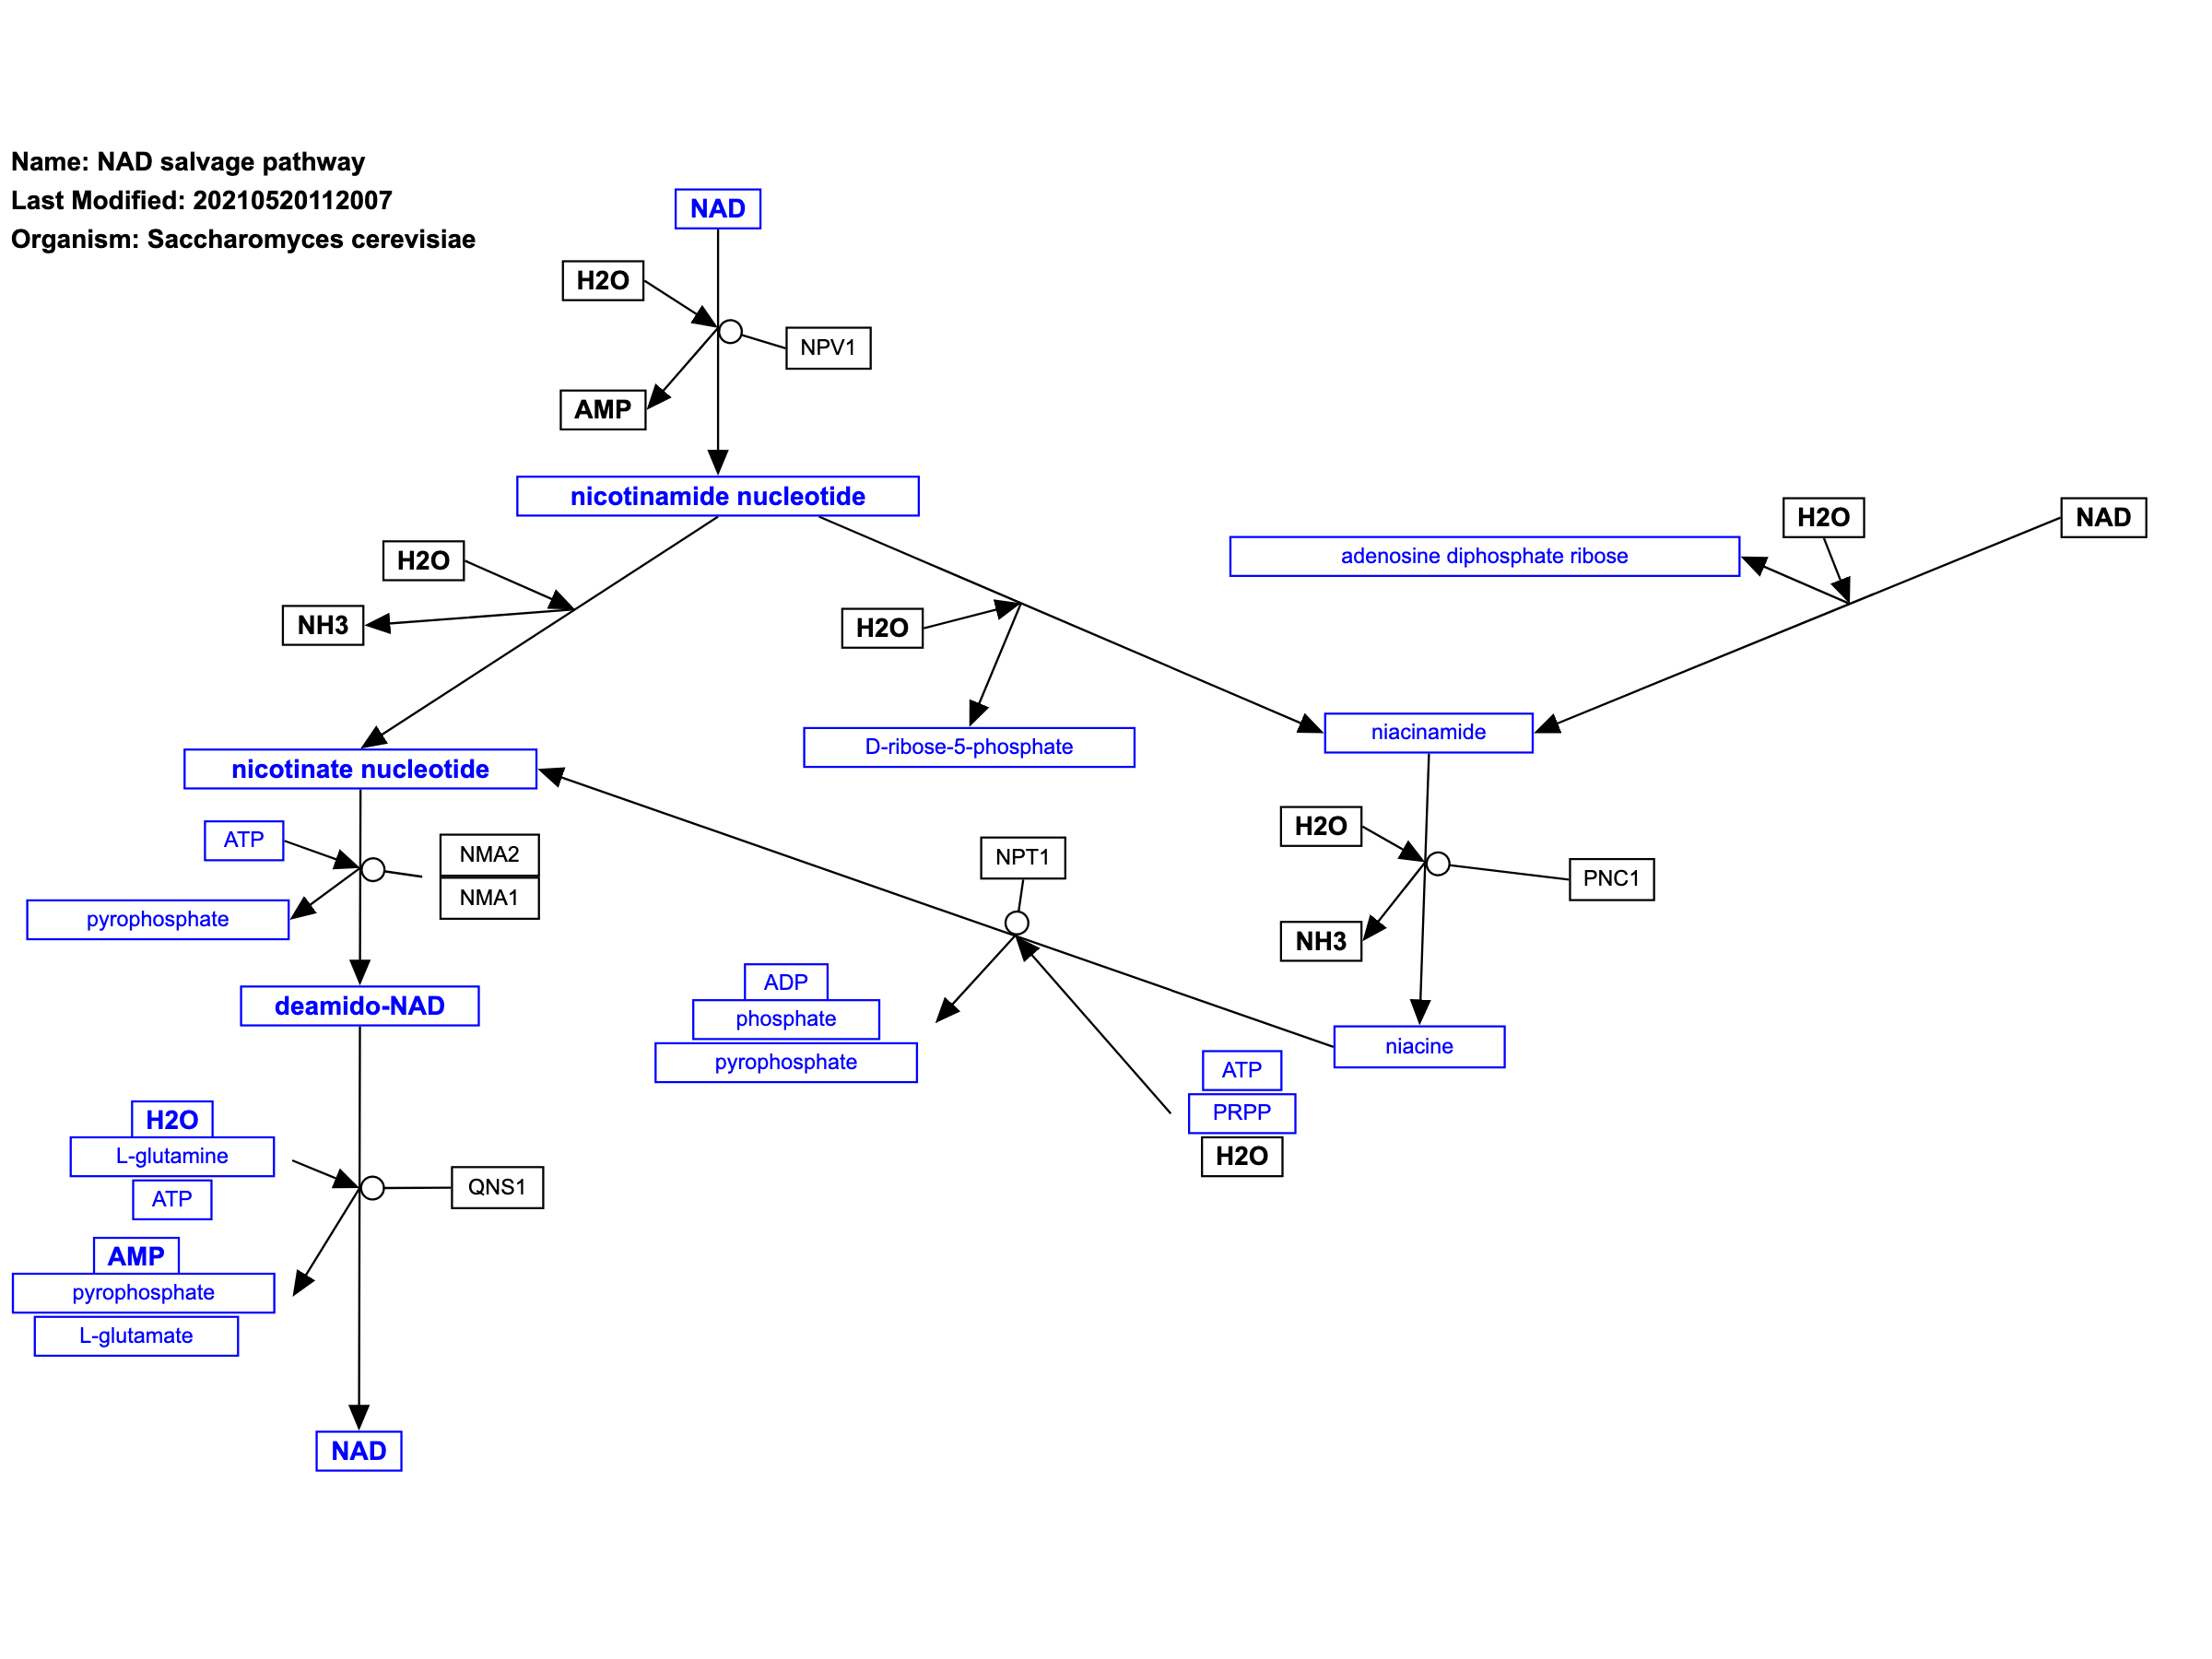 Name: NAD salvage pathway
Last Modified: 20210520112007
Organism: Saccharomyces cerevisiae
NAD
H2O
NPV1
AMP
nicotinamide nucleotide
H2O
NAD
adenosine diphosphate ribose
H2O
NH3
H2O
niacinamide
D-ribose-5-phosphate
nicotinate nucleotide
ATP
NMA2
NMA1
pyrophosphate
NPT1
H2O
PNC1
NH3
deamido-NAD
ADP
phosphate
pyrophosphate
niacine
ATP
PRPP
H2O
H2O
L-glutamine
ATP
QNS1
AMP
pyrophosphate
L-glutamate
NAD